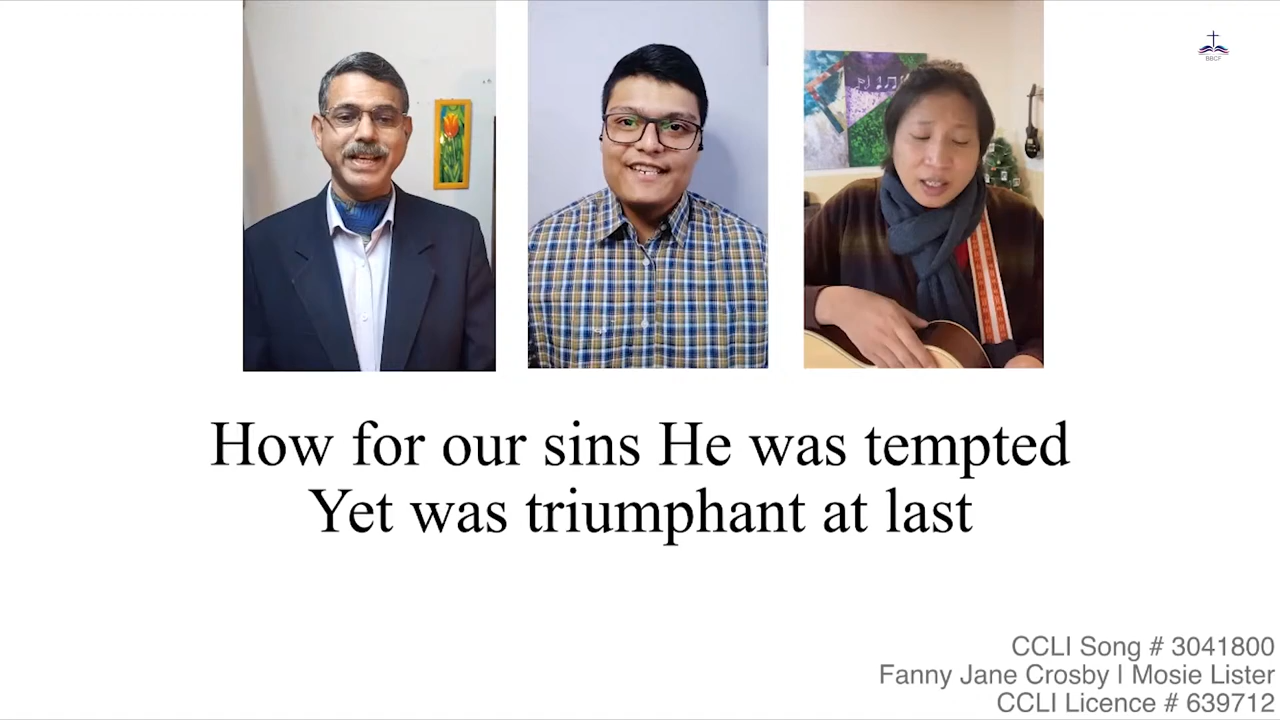 BBCF
How for our sins He was tempted
Yet was triumphant at last
CCLI Song # 3041800
Fanny Jane Crosby | Mosie Lister
CCLI Licence # 639712